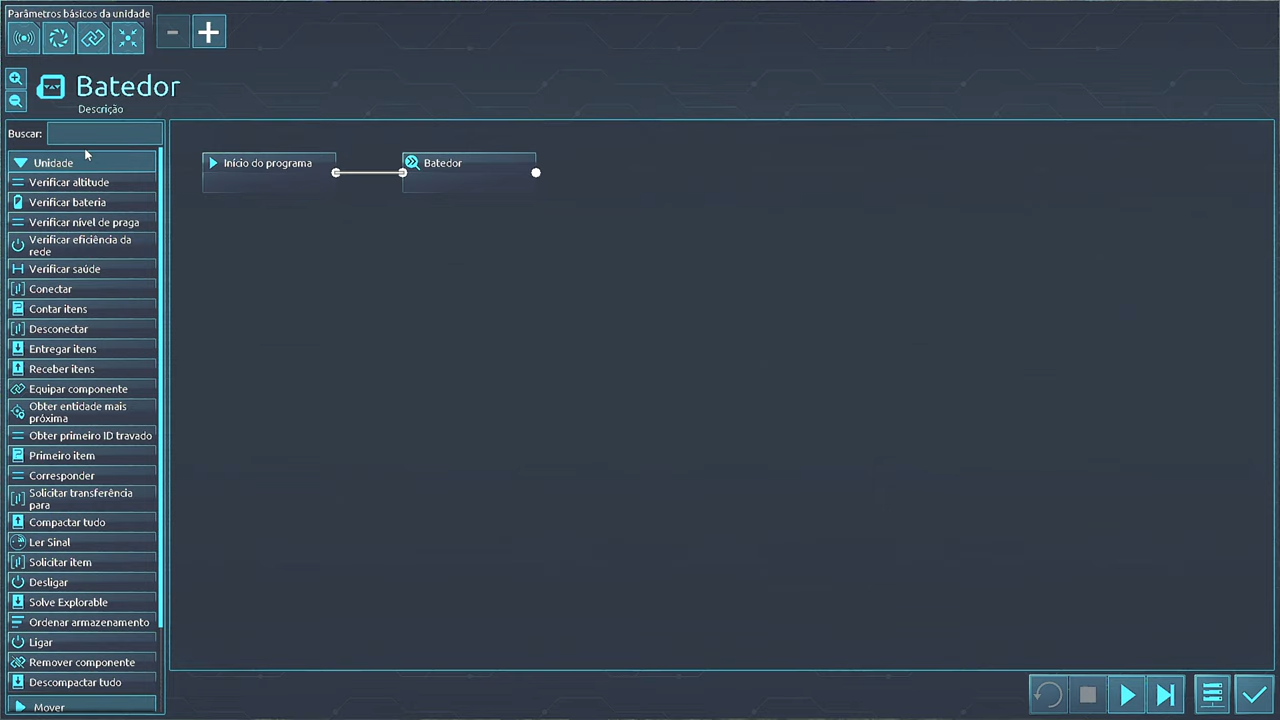 Parâmetros básicos da unidade
Batedor
Descrição
Buscar:
Unidade
Verificar altitude
Verificar bateria
Verificar nível de praga
Verificar eficiência da
rede
Verificar saúde
Conectar
Contar itens
Desconectar
Entregar itens
Receber itens
Equipar componente
Obter entidade mais
próxima
Obter primeiro ID travado
Primeiro item
Corresponder
Solicitar transferência
para
Compactar tudo
Ler Sinal
Solicitar item
Desligar
Solve Explorable
Ordenar armazenamento
Ligar
Remover componente
Descompactar tudo
Mover
Início do programa
Batedor